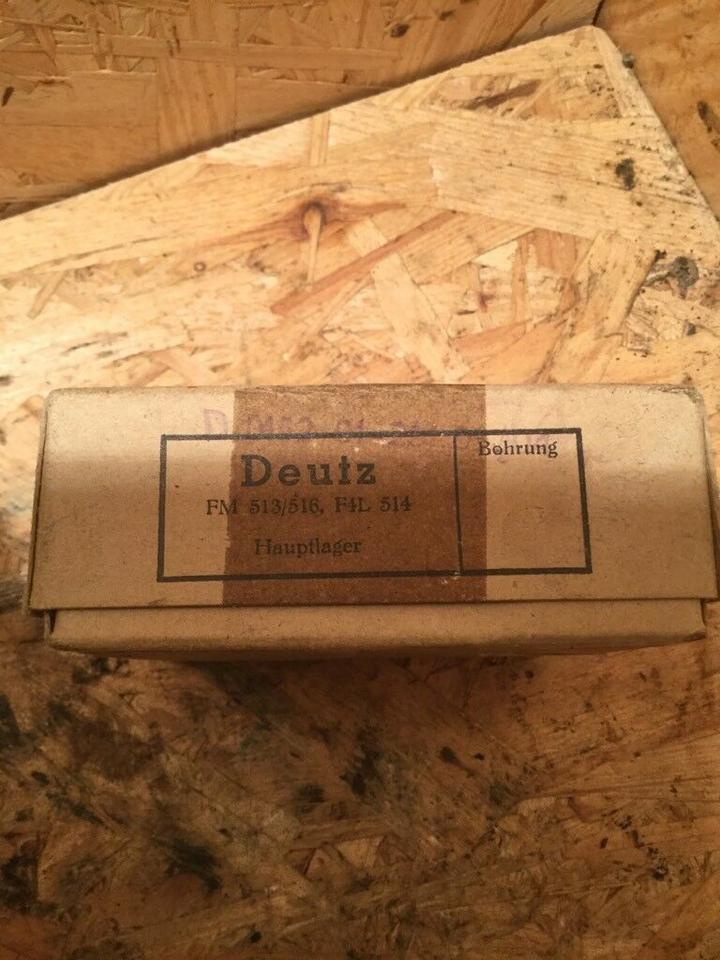 Deutz
FM 513/516, F4L 514
Hauptlager
Bohrung